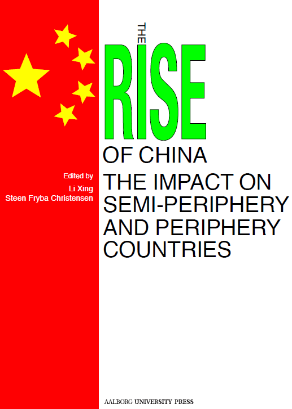 THE
RISE
OF CHINA
THE IMPACT ON
SEMI-PERIPHERY
AND PERIPHERY
COUNTRIES
Edited by
Li Xing
Steen Fryba Christensen
AALBORG UNIVERSITY PRESS